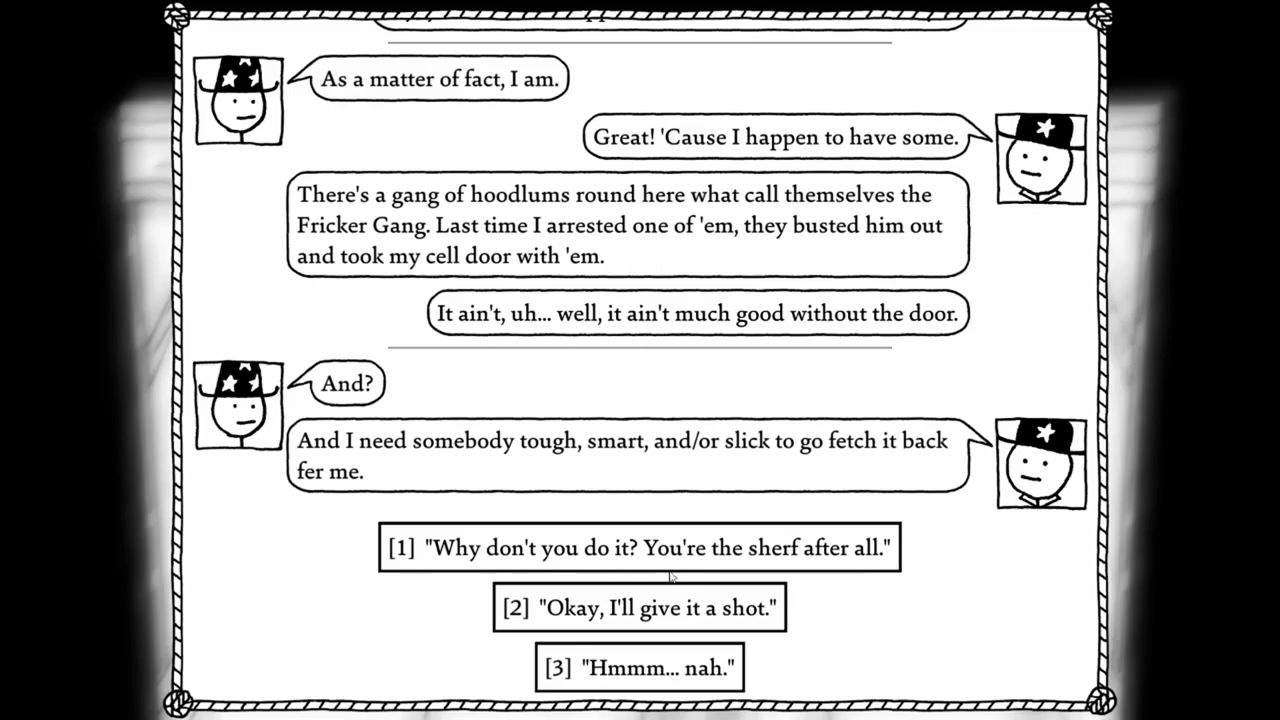 As a matter of fact, I am.
Great! 'Cause I happen to have some.
There's a gang of hoodlums round here what call themselves the
Fricker Gang. Last time I arrested one of 'em, they busted him out
and took my cell door with 'em.
It ain't, uh... well, it ain't much good without the door.
And?
And I need somebody tough, smart, and/or slick to go fetch it back
fer me.
[1] "Why don't you do it? You're the sherf after all."
[2] "Okay, I'll give it a shot."
[3] "Hmmm... nah."